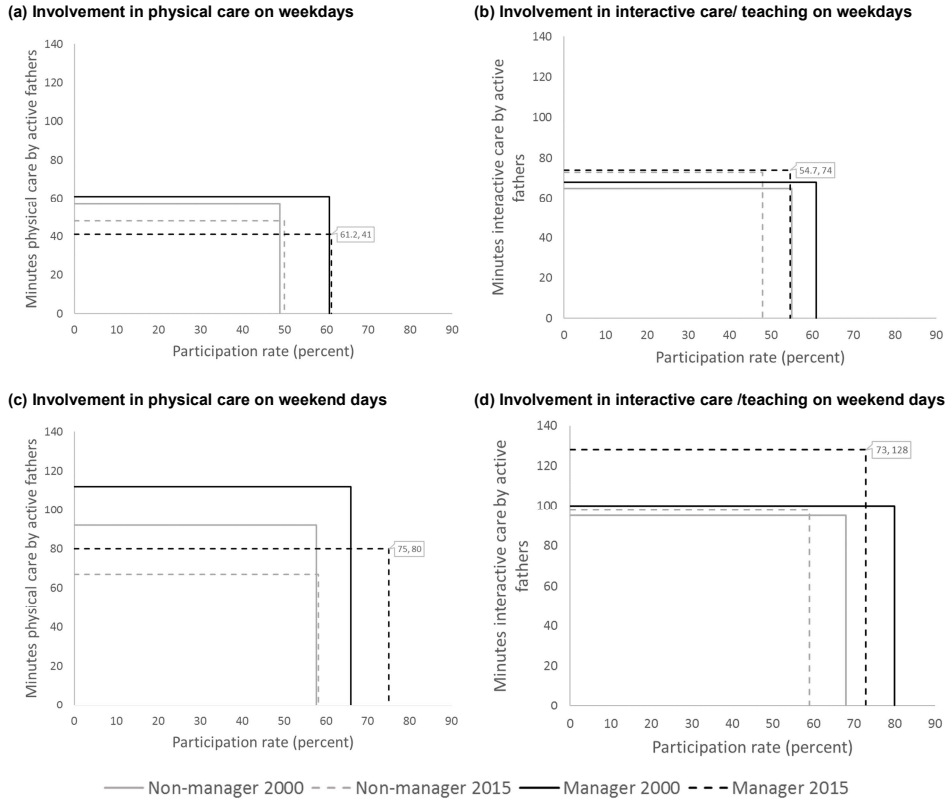 (a) Involvement in physical care on weekdays
Minutes physical care by active fathers
140
120
100
80
60
40
20
0
61.2, 41
0 10 20 30 40 50 60 70 80 90
Participation rate (percent)
(b) Involvement in interactive care/ teaching on weekdays
Minutes interactive care by active
fathers
140
120
100
80
60
40
20
0
54.7, 74
0 10 20 30 40 50 60 70 80 90
Participation rate (percent)
(c) Involvement in physical care on weekend days
Minutes physical care by active fathers
140
120
100
80
60
40
20
0
75, 80
0 10 20 30 40 50 60 70 80 90
Participation rate (percent)
(d) Involvement in interactive care /teaching on weekend days
Minutes interactive care by active
fathers
140
120
100
80
60
40
20
0
73, 128
0 10 20 30 40 50 60 70 80 90
Participation rate (percent)
Non-manager 2000 Non-manager 2015 Manager 2000 Manager 2015